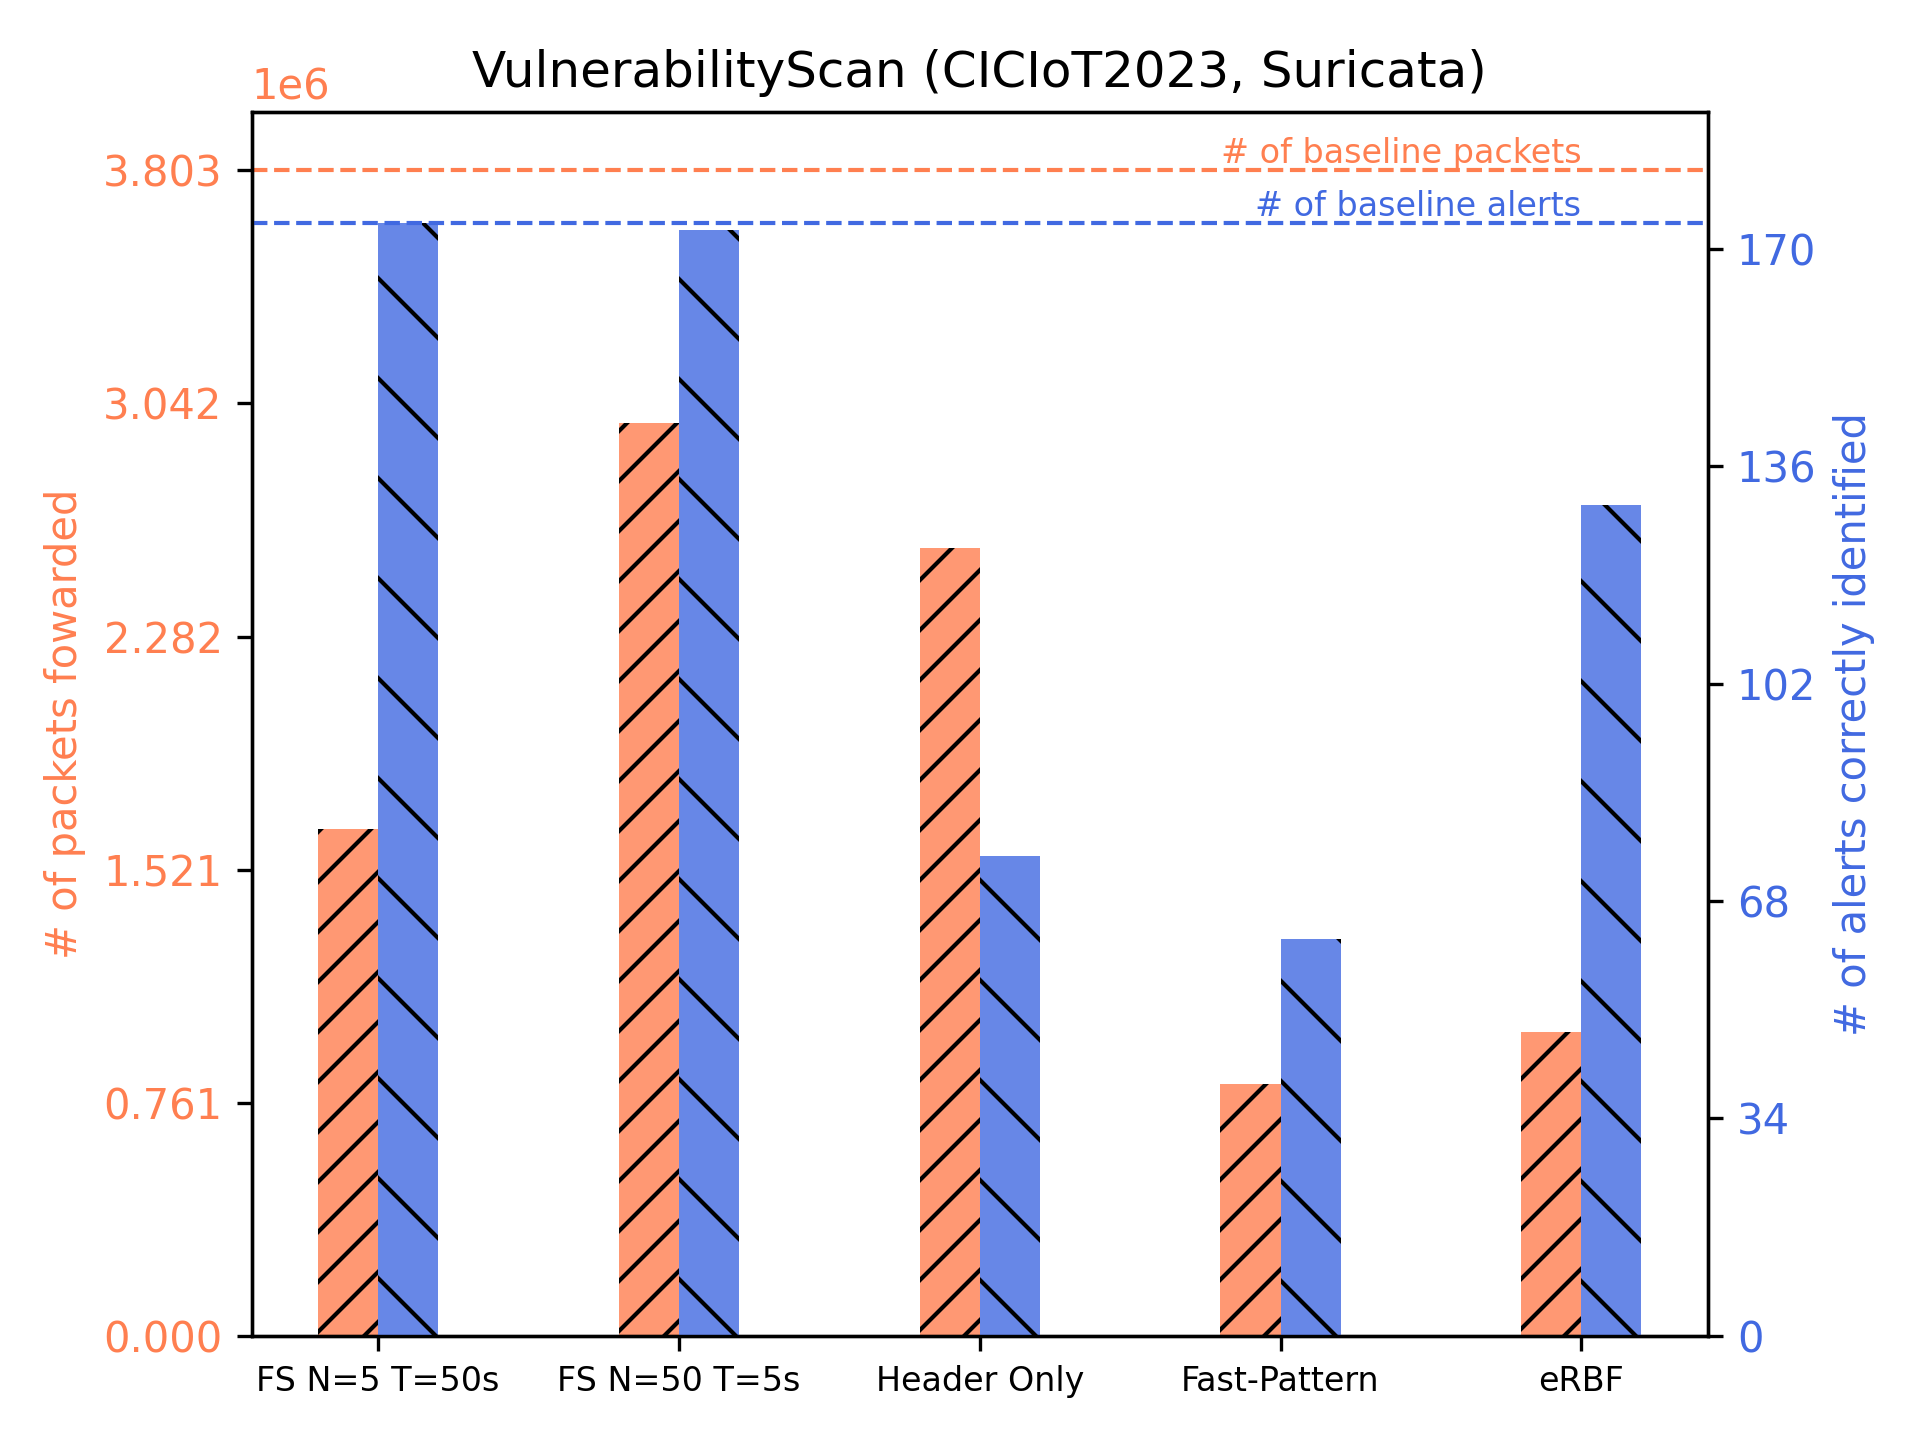 VulnerabilityScan (CICIoT2023, Suricata)
1e6
# of baseline packets
# of baseline alerts
3.803
3.042
2.282
1.521
0.761
0.000
# of packets fowarded
170
136
102
68
34
0
# of alerts correctly identified
FS N=5 T=50s
FS N=50 T=5s
Header Only
Fast-Pattern
eRBF